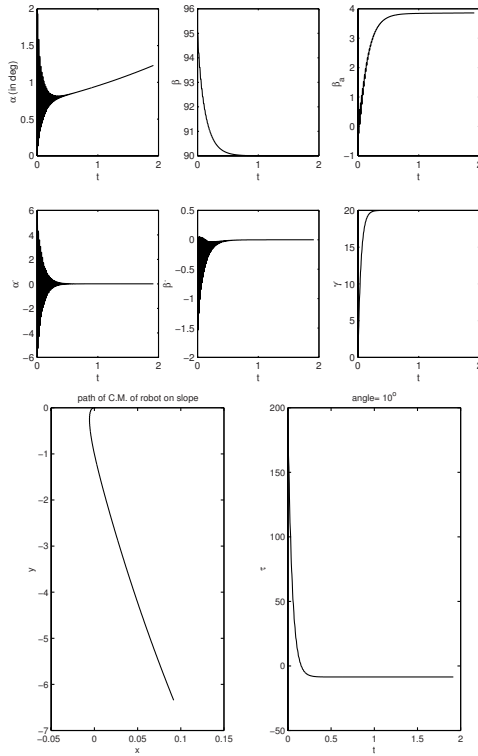 2
1.5
1
0.5
0
α (in deg)
0 1 2
t
96
95
94
93
92
91
90
β
0 1 2
t
4
3
2
1
0
−1
βa
0 1 2
t
6
4
2
0
−2
−4
−6
α˙
0 1 2
t
0.5
0
−0.5
−1
−1.5
−2
β˙
0 1 2
t
20
15
10
5
0
γ˙
0 1 2
t
path of C.M. of robot on slope
0
−1
−2
−3
−4
−5
−6
−7
y
−0.05 0 0.05 0.1 0.15
x
angle= 10°
200
150
100
50
0
−50
τ
0 0.5 1 1.5 2
t